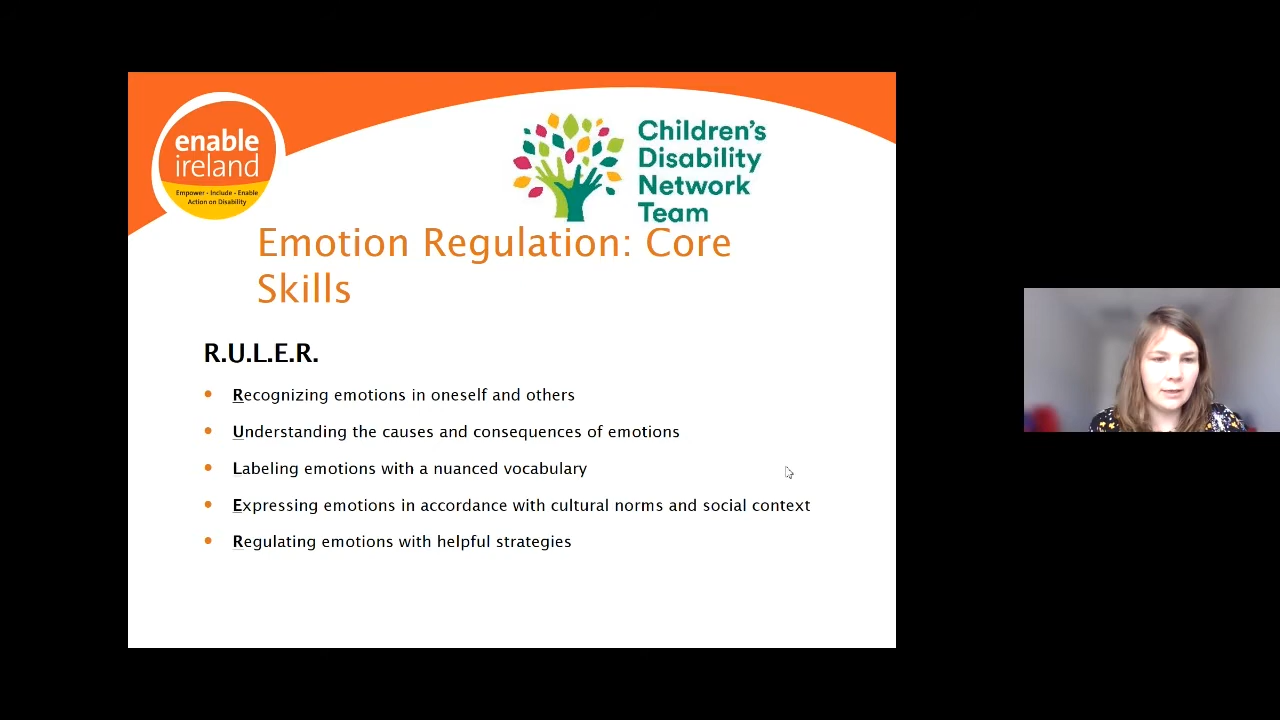 enable
ireland
Empower • Include • Enable
Action on Disability
Children's
Disability
Network
Team
Emotion Regulation: Core
Skills
R.U.L.E.R.
• Recognizing emotions in oneself and others
• Understanding the causes and consequences of emotions
• Labeling emotions with a nuanced vocabulary
• Expressing emotions in accordance with cultural norms and social context
• Regulating emotions with helpful strategies